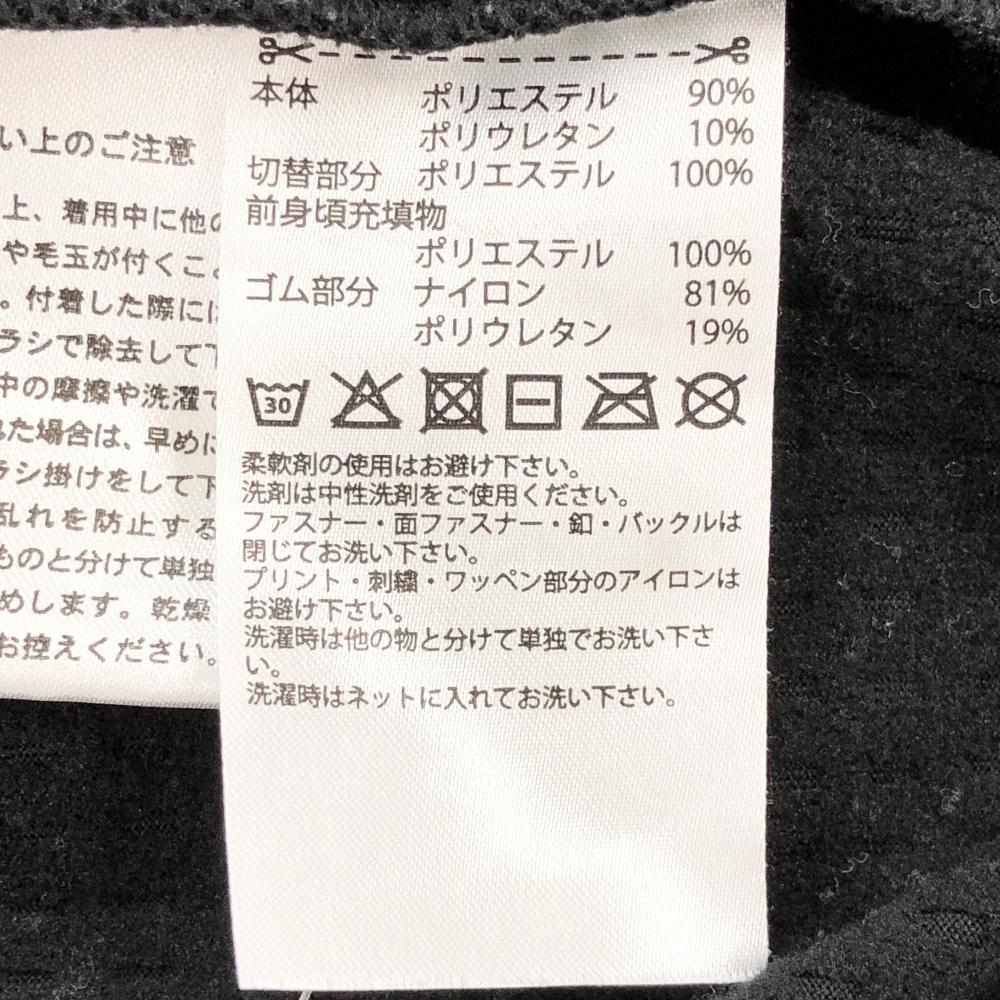 本体 ポリエステル 90%
ポリウレタン 10%
切替部分 ポリエステル 100%
前身頃充填物
ポリエステル 100%
ゴム部分 ナイロン 81%
ポリウレタン 19%
30
柔軟剤の使用はお避け下さい。
洗剤は中性洗剤をご使用ください。
ファスナー・面ファスナー・釦・バックルは
閉じてお洗い下さい。
プリント・刺繍・ワッペン部分のアイロンは
お避け下さい。
洗濯時は他の物と分けて単独でお洗い下さ
い。
洗濯時はネットに入れてお洗い下さい。
い上のご注意
上、着用中に他の
や毛玉が付くこ
。付着した際に
ラシで除去して下
中の摩擦や洗濯で
た場合は、早めに
ラシ掛けをして下
乱れを防止する
ものと分けて単独
めします。乾燥
お控えください。